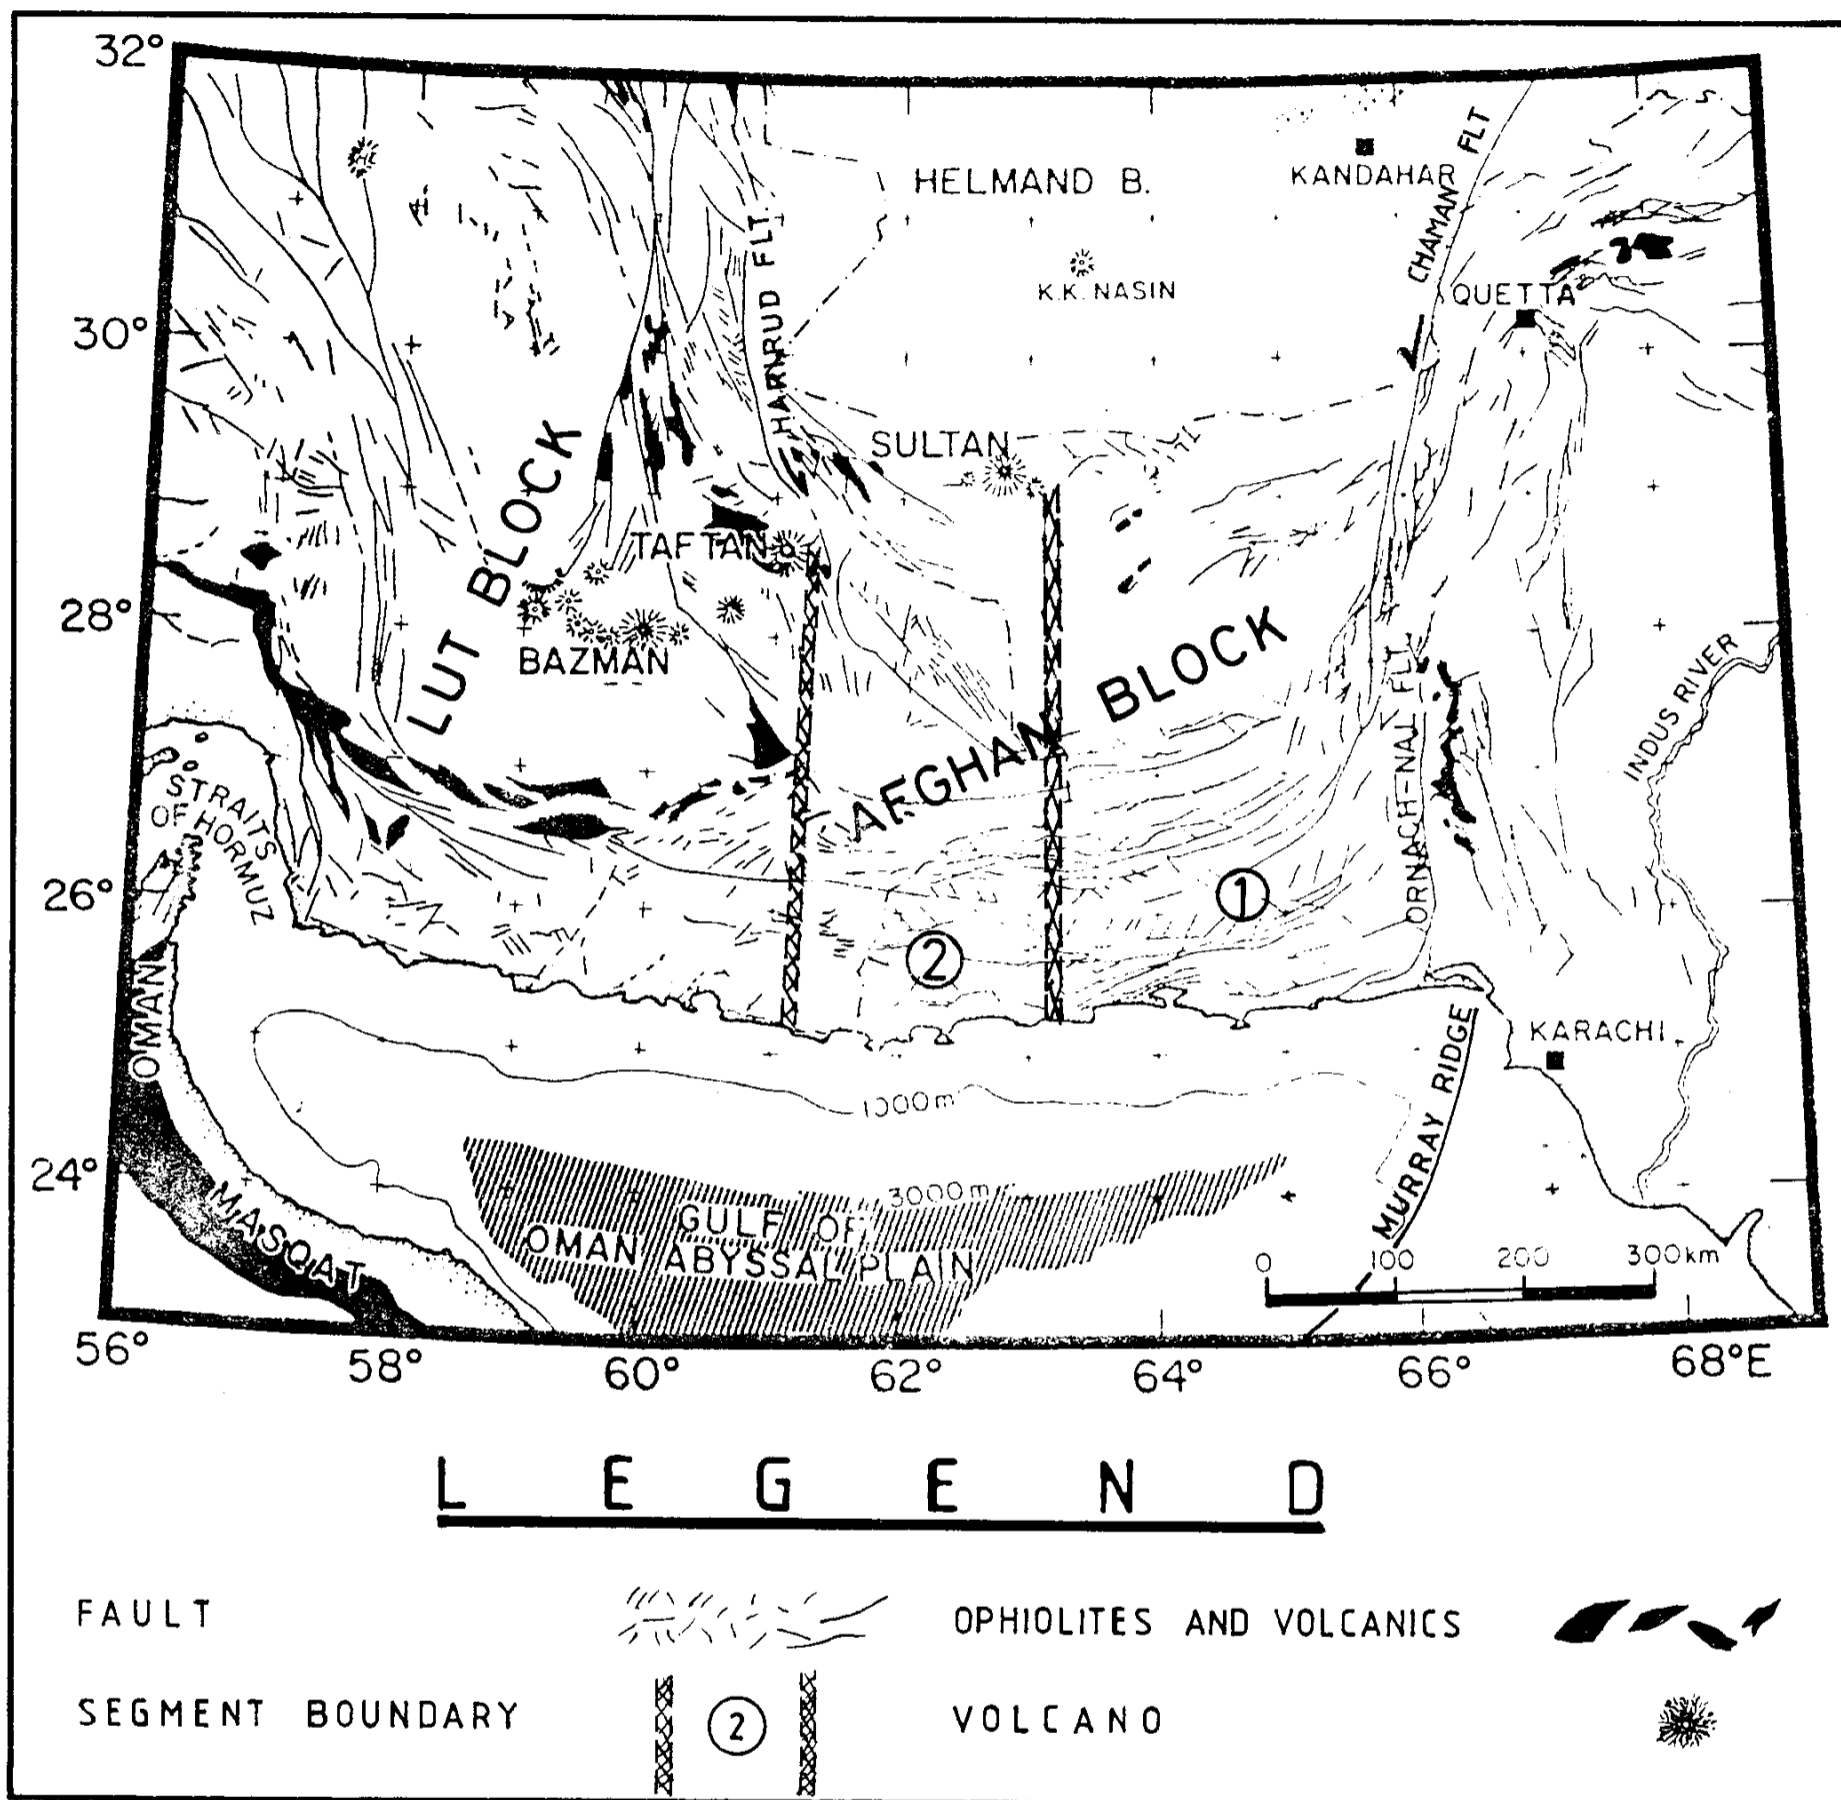 32°
HELMAND B.
KANDAHAR
CHAMAN FLT
HARNRUD FLT.
K.K. NASIN
QUETTA
30°
SULTAN
LUT BLOCK
TAFTAN
28°
BAZMAN
AFGHAN BLOCK
ORNACH-NAL FLT.
INDUS RIVER
STRAITS
OF HORMUZ
26°
1
2
OMAN
KARACHI
MURRAY RIDGE
1000m
24°
3000m
MASQAT
GULF OF
OMAN ABYSSAL PLAIN
0 100 200 300km
56° 58° 60° 62° 64° 66° 68°E
LEGEND
FAULT
OPHIOLITES AND VOLCANICS
SEGMENT BOUNDARY
2
VOLCANO